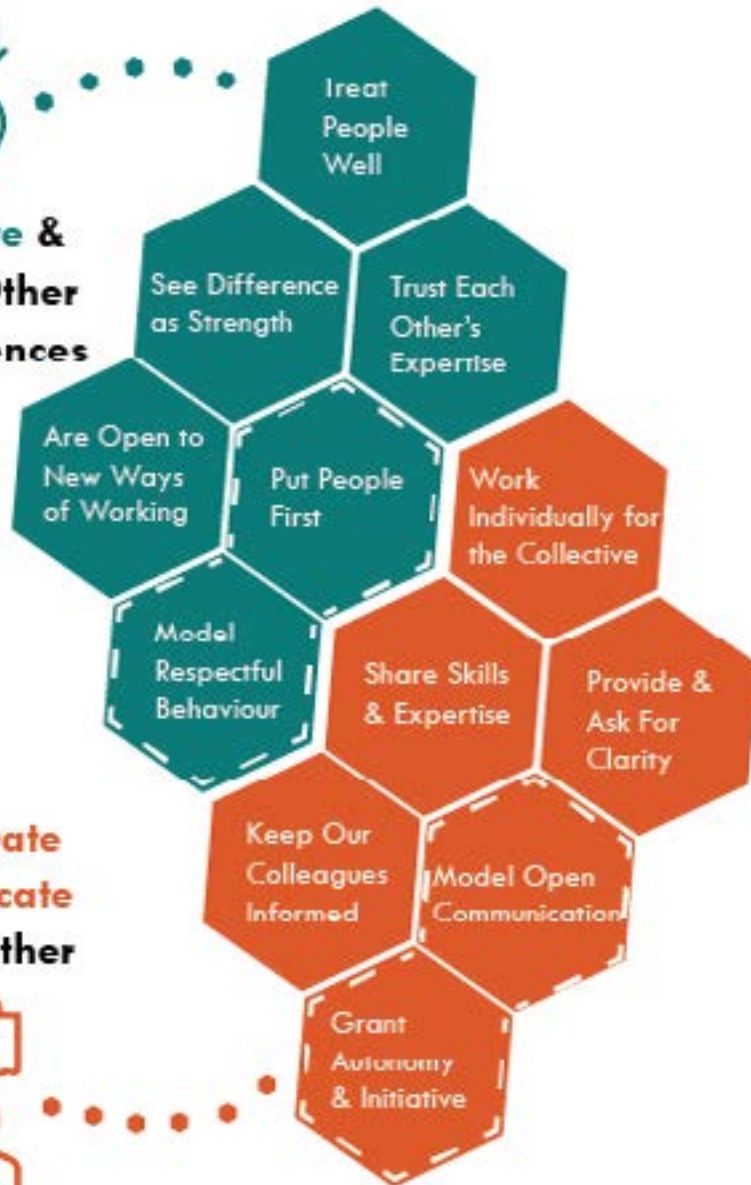 Treat
People
Well
e &
ther
ences
See Difference
as Strength
Trust Each
Other's
Expertise
Are Open to
New Ways
of Working
Put People
First
Work
Individually for
the Collective
Model
Respectful
Behaviour
Share Skills
& Expertise
Provide &
Ask For
Clarity
ate
cate
ther
Keep Our
Colleagues
Informed
Model Open
Communication
Grant
Autonomy
& Initiative